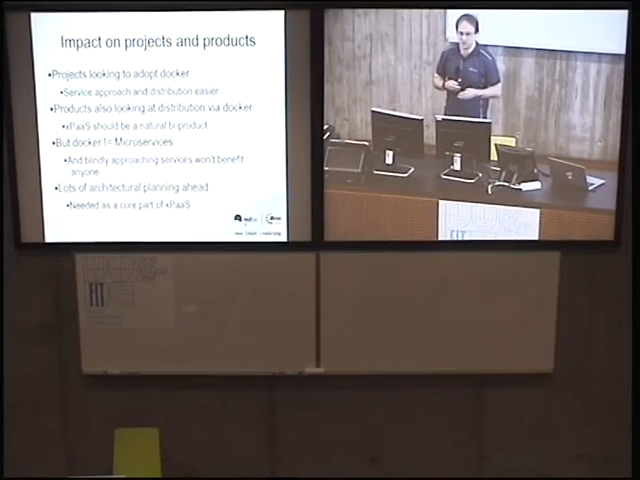 Impact on projects and products
•Projects looking to adopt docker
•Service approach and distribution easier
•Products also looking at distribution via docker
•xPaaS should be a natural bi-product
•But docker != Microservices
•And blindly approaching services won't benefit
anyone
•Lots of architectural planning ahead
•Needed as a core part of xPaaS
FIT
FIT